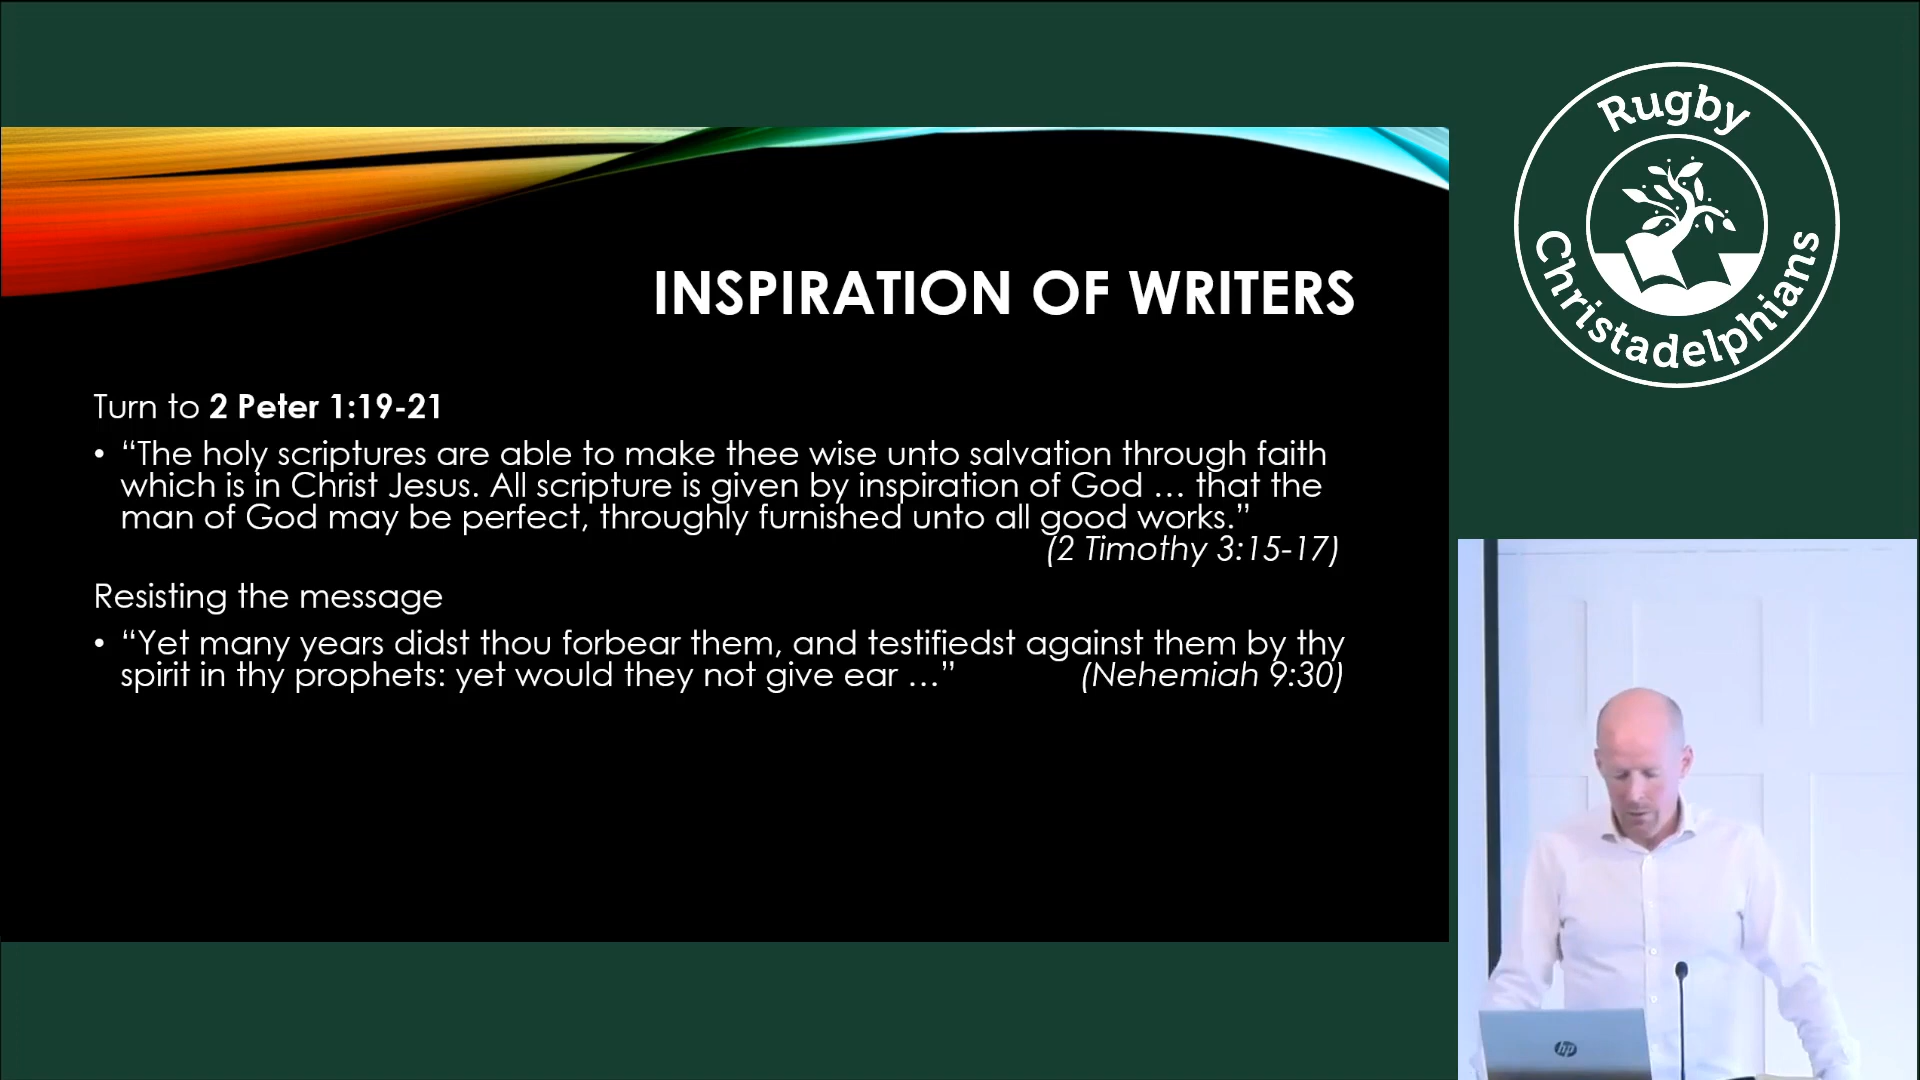 INSPIRATION OF WRITERS
Turn to 2 Peter 1:19-21
• “The holy scriptures are able to make thee wise unto salvation through faith
which is in Christ Jesus. All scripture is given by inspiration of God … that the
man of God may be perfect, throughly furnished unto all good works.”
(2 Timothy 3:15-17)
Resisting the message
• “Yet many years didst thou forbear them, and testifiedst against them by thy
spirit in thy prophets: yet would they not give ear …” (Nehemiah 9:30)
Rugby
Christadelphians
hp